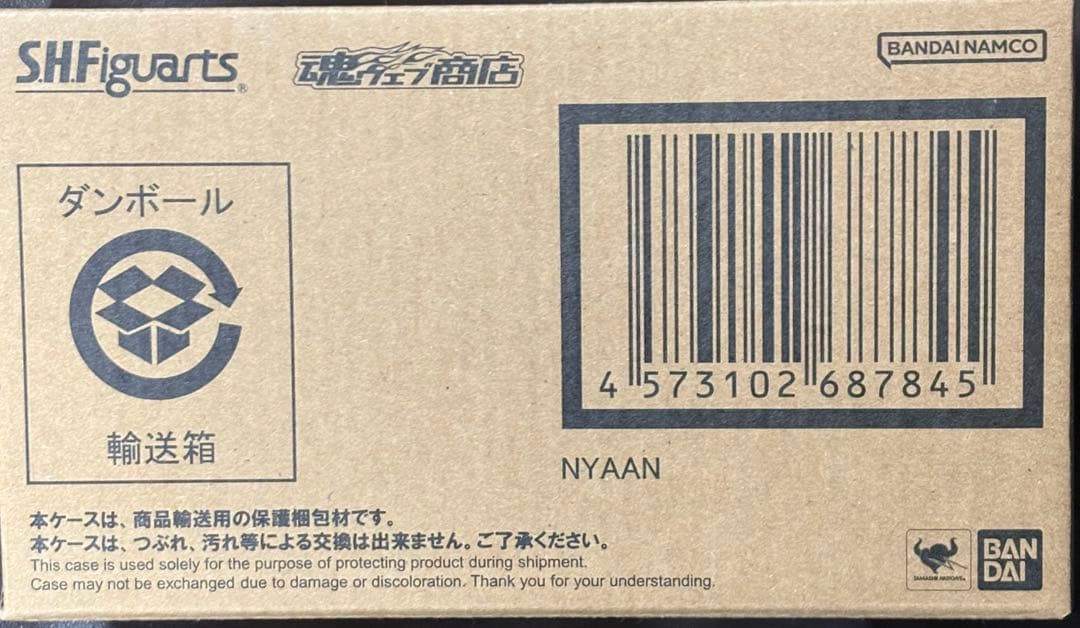 S.H.Figuarts®
魂ウェブ商店
BANDAI NAMCO
ダンボール
輸送箱
4 573102 687845
NYAAN
本ケースは、商品輸送用の保護梱包材です。
本ケースは、つぶれ、汚れ等による交換は出来ません。ご了承ください。
This case is used solely for the purpose of protecting product during shipment.
Case may not be exchanged due to damage or discoloration. Thank you for your understanding.
TAMASHII NATIONS
BAN
DAI